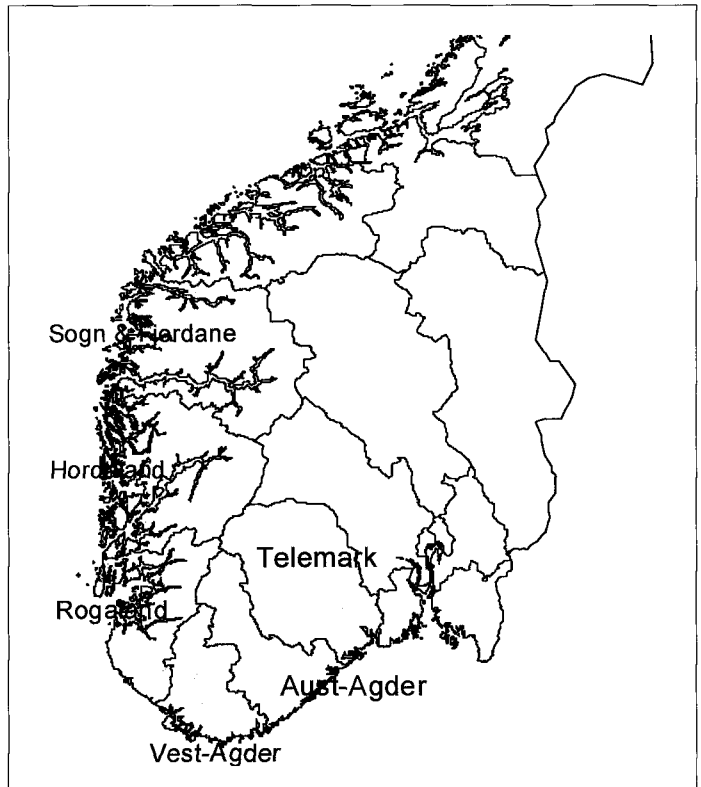 Sogn & Fjordane
Hordaland
Telemark
Rogaland
Aust-Agder
Vest-Agder